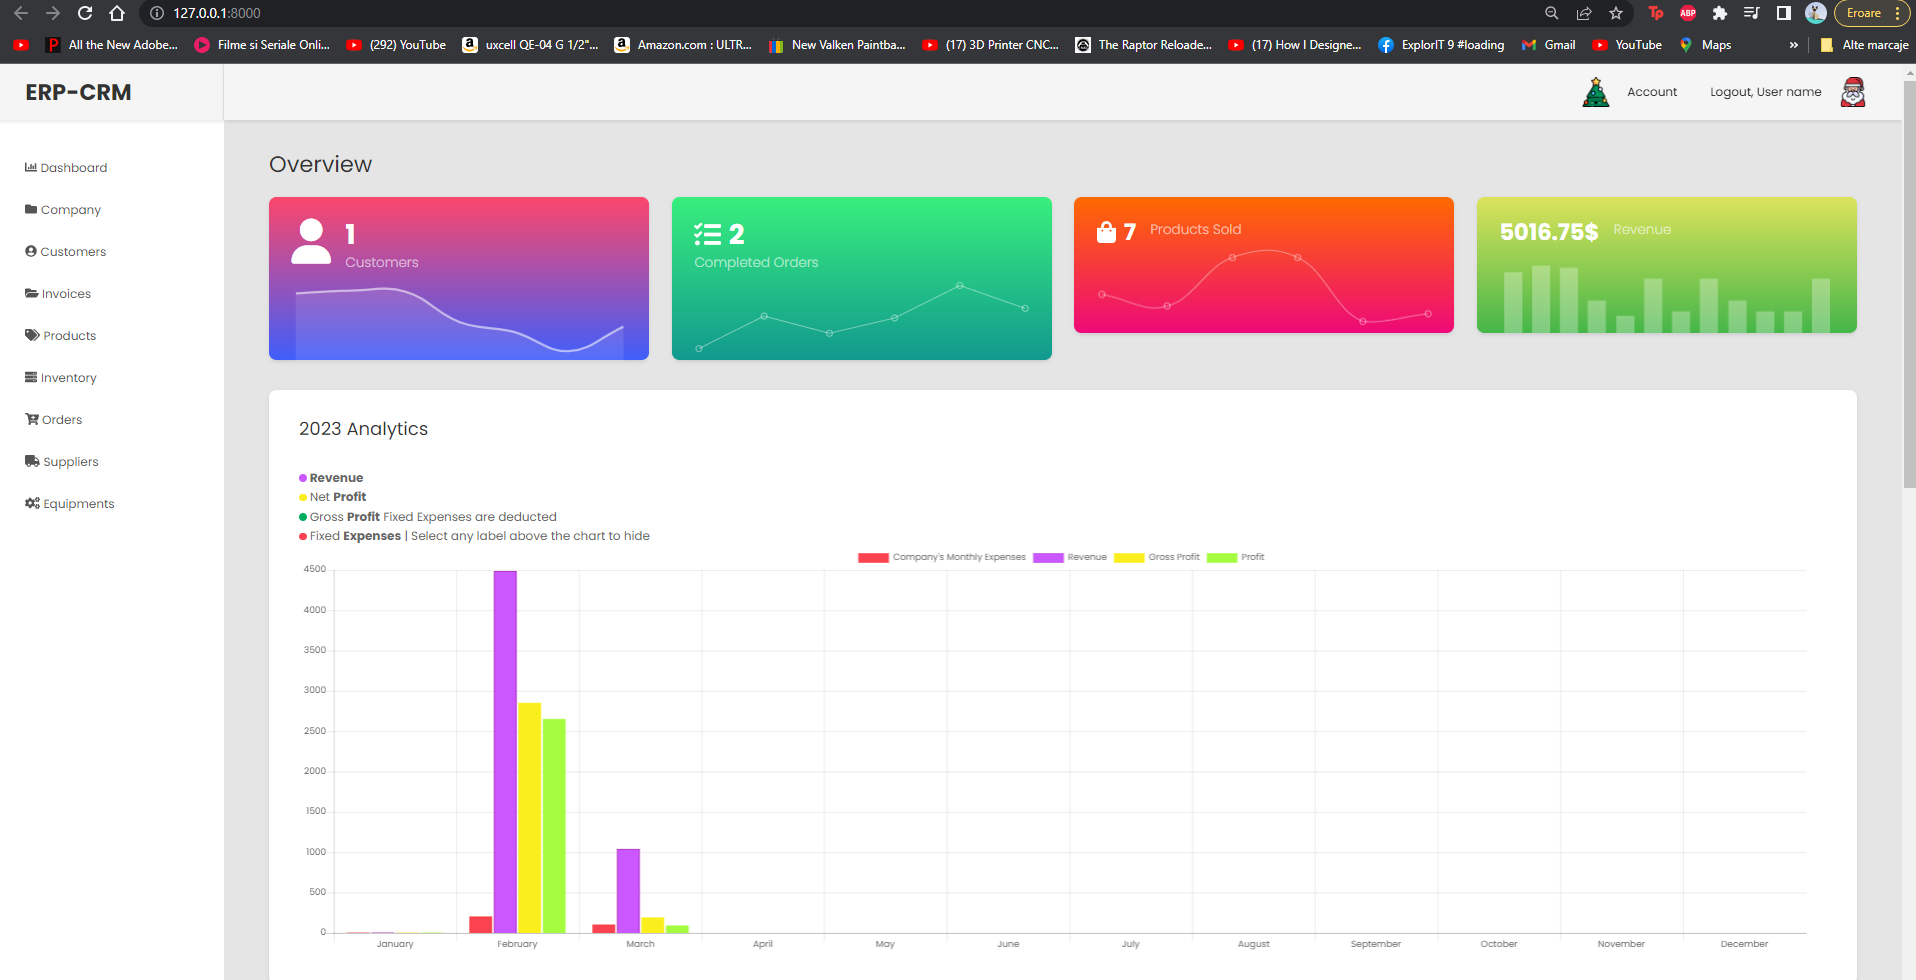 127.0.0.1:8000
Tp
ABP
Eroare
All the New Adobe...
Filme si Seriale Onli...
(292) YouTube
uxcell QE-04 G 1/2"...
Amazon.com : ULTR...
New Valken Paintba...
(17) 3D Printer CNC...
The Raptor Reloade...
(17) How I Designe...
ExplorIT 9 #loading
Gmail
YouTube
Maps
»
Alte marcaje
ERP-CRM
Account
Logout, User name
Dashboard
Company
Customers
Invoices
Products
Inventory
Orders
Suppliers
Equipments
Overview
1
Customers
2
Completed Orders
7 Products Sold
5016.75$ Revenue
2023 Analytics
Revenue
Net Profit
Gross Profit Fixed Expenses are deducted
Fixed Expenses | Select any label above the chart to hide
Company's Monthly Expenses Revenue Gross Profit Profit
4500
4000
3500
3000
2500
2000
1500
1000
500
0
January February March April May June July August September October November December